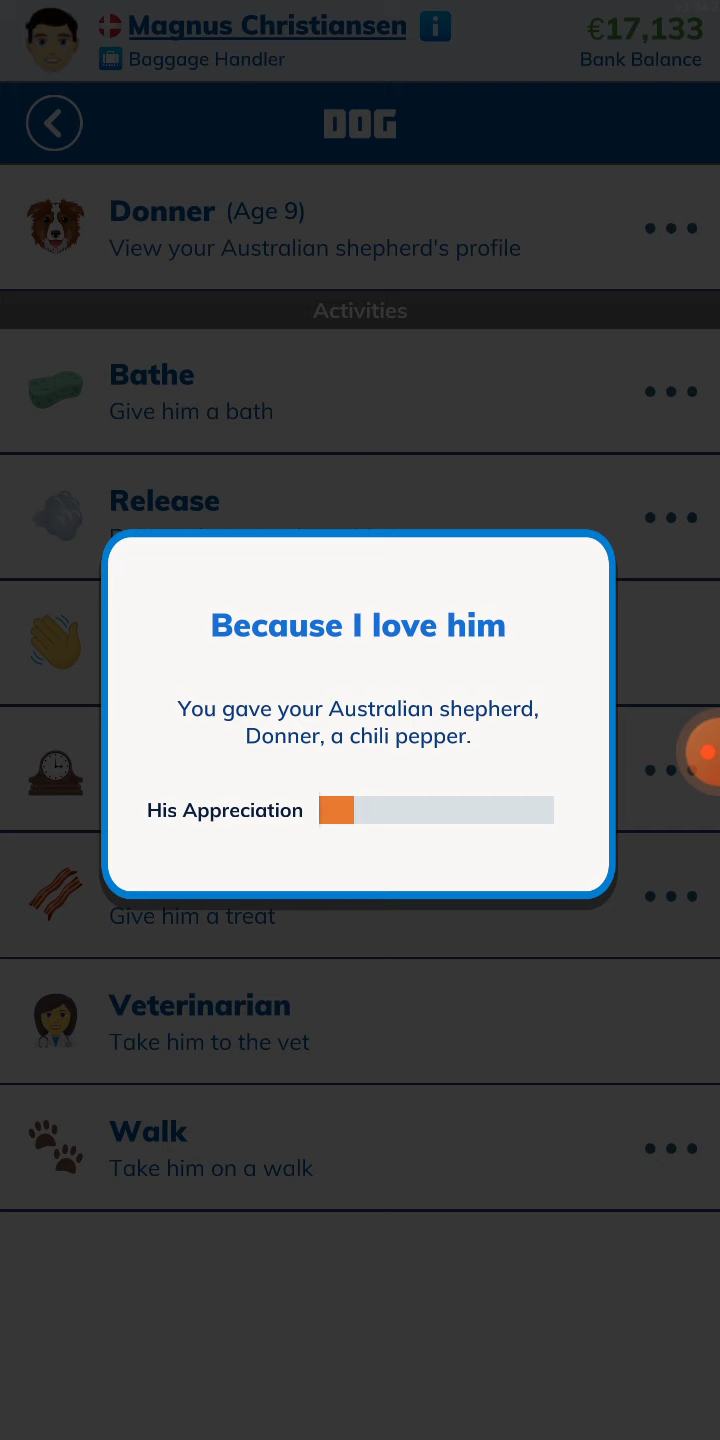 Magnus Christiansen
€17,133
Baggage Handler
Bank Balance
DOG
Donner (Age 9)
View your Australian shepherd's profile
Activities
Bathe
Give him a bath
Release
Because I love him
You gave your Australian shepherd,
Donner, a chili pepper.
His Appreciation
Give him a treat
Veterinarian
Take him to the vet
Walk
Take him on a walk